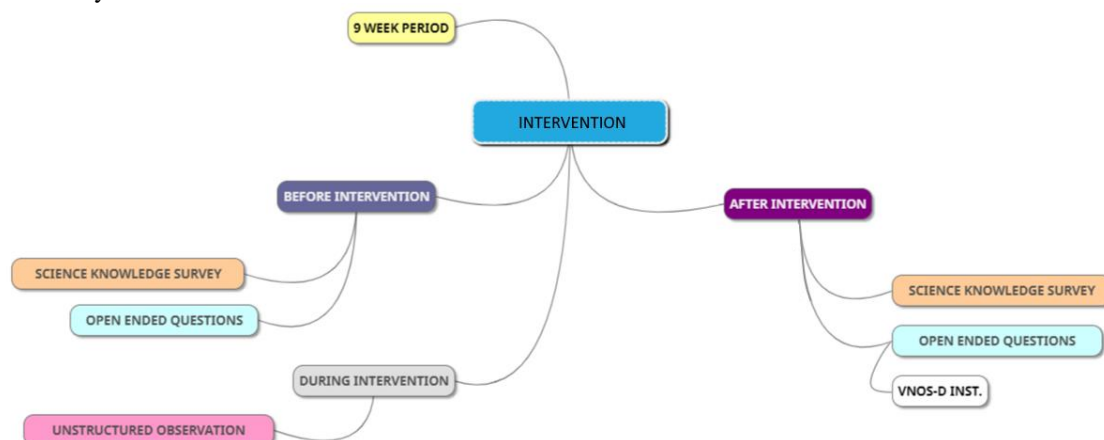 9 WEEK PERIOD
INTERVENTION
BEFORE INTERVENTION
AFTER INTERVENTION
SCIENCE KNOWLEDGE SURVEY
SCIENCE KNOWLEDGE SURVEY
OPEN ENDED QUESTIONS
OPEN ENDED QUESTIONS
DURING INTERVENTION
VNOS-D INST.
UNSTRUCTURED OBSERVATION